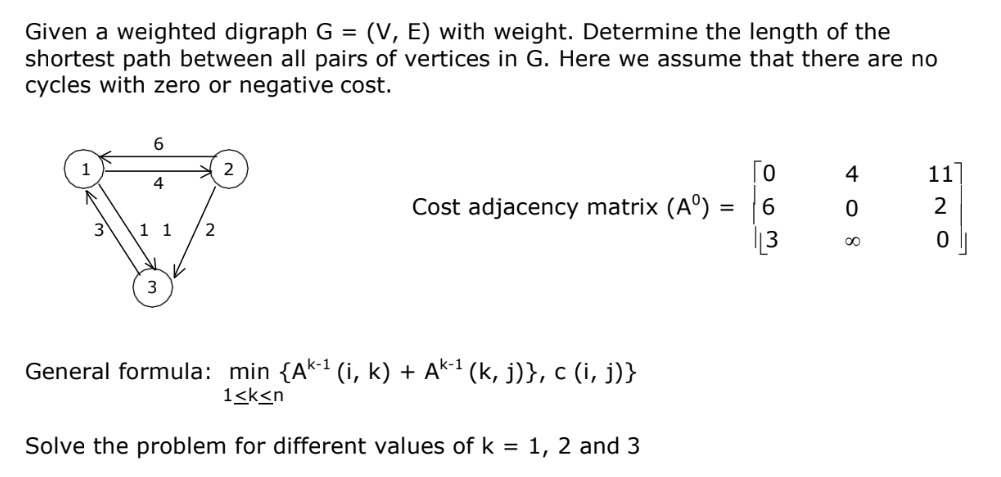 Given a weighted digraph G = (V, E) with weight. Determine the length of the
shortest path between all pairs of vertices in G. Here we assume that there are no
cycles with zero or negative cost.
6
1 2
4
3 1 1 2
3
Cost adjacency matrix (A⁰) =
0 4 11
6 0 2
3 ∞ 0
General formula: min {Aᵏ⁻¹ (i, k) + Aᵏ⁻¹ (k, j)}, c (i, j)}
1≤k≤n
Solve the problem for different values of k = 1, 2 and 3